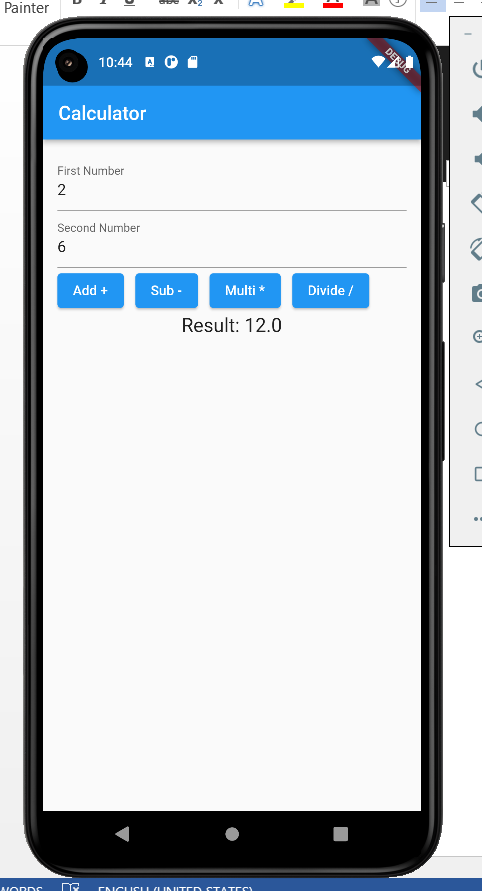 Painter
10:44
DEBUG
Calculator
First Number
2
Second Number
6
Add +
Sub -
Multi *
Divide /
Result: 12.0
WORDS
ENGLISH (UNITED STATES)